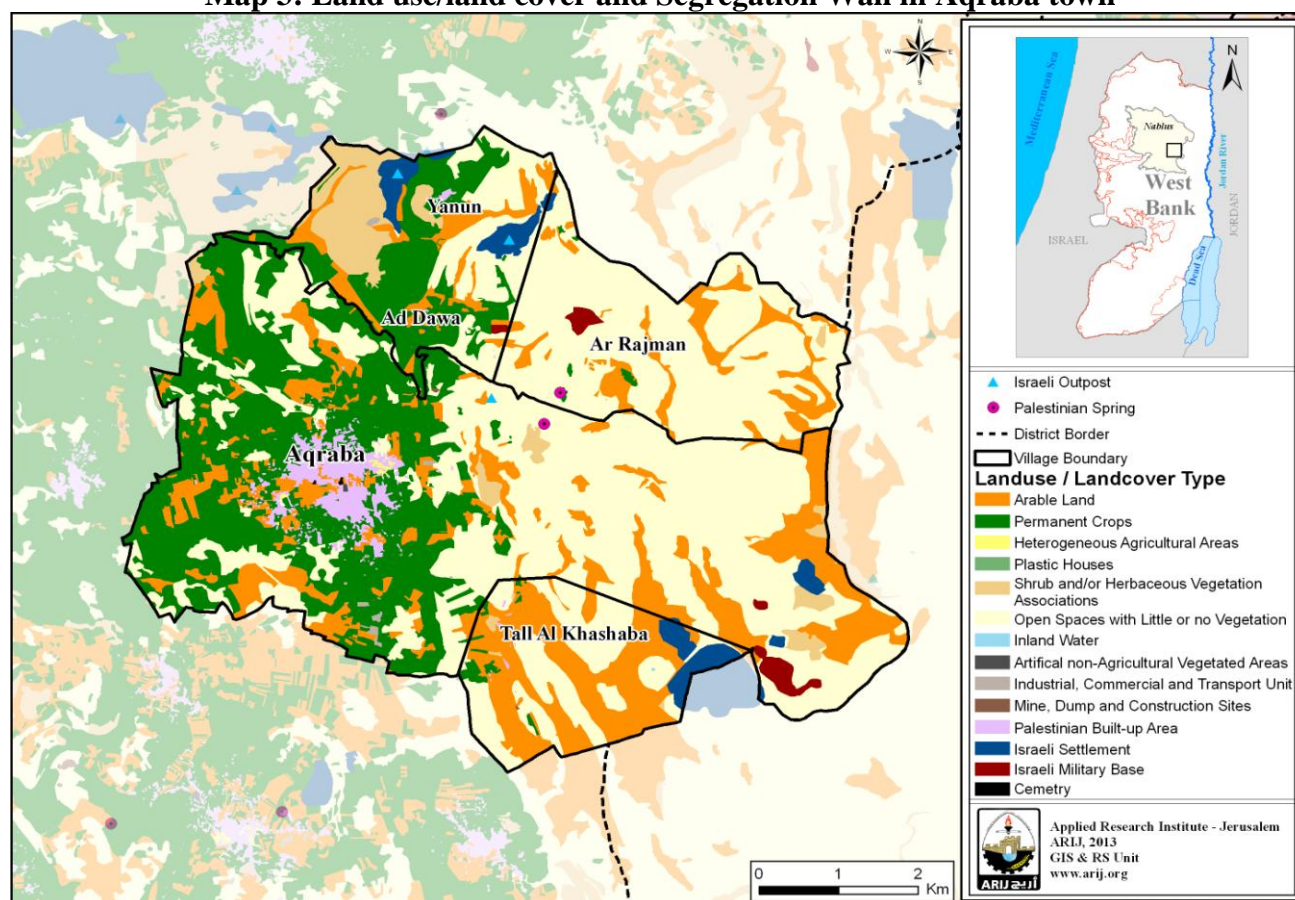 Map 3: Land use/land cover and Segregation Wall in Aqraba town
N
W
E
S
Yanun
Ad Dawa
Ar Rajman
Aqraba
Tall Al Khashaba
0
1
2
Km
N
Mediterranean Sea
Nablus
West
Bank
Jordan River
JORDAN
ISRAEL
Dead Sea
Israeli Outpost
Palestinian Spring
District Border
Village Boundary
Landuse / Landcover Type
Arable Land
Permanent Crops
Heterogeneous Agricultural Areas
Plastic Houses
Shrub and/or Herbaceous Vegetation
Associations
Open Spaces with Little or no Vegetation
Inland Water
Artifical non-Agricultural Vegetated Areas
Industrial, Commercial and Transport Unit
Mine, Dump and Construction Sites
Palestinian Built-up Area
Israeli Settlement
Israeli Military Base
Cemetry
Applied Research Institute - Jerusalem
ARIJ, 2013
GIS & RS Unit
www.arij.org
ARIJ أريج